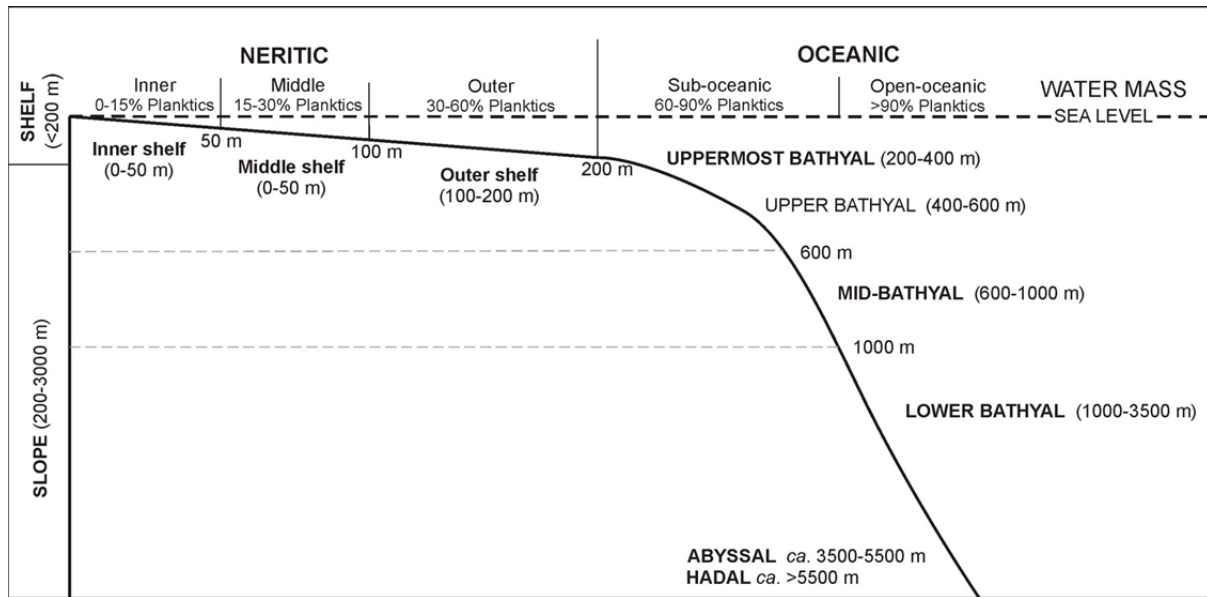 NERITIC
OCEANIC
Inner
0-15% Planktics
Middle
15-30% Planktics
Outer
30-60% Planktics
Sub-oceanic
60-90% Planktics
Open-oceanic
>90% Planktics
WATER MASS
SEA LEVEL
SHELF
(<200 m)
50 m
100 m
200 m
Inner shelf
(0-50 m)
Middle shelf
(0-50 m)
Outer shelf
(100-200 m)
UPPERMOST BATHYAL (200-400 m)
UPPER BATHYAL (400-600 m)
600 m
MID-BATHYAL (600-1000 m)
1000 m
LOWER BATHYAL (1000-3500 m)
SLOPE (200-3000 m)
ABYSSAL ca. 3500-5500 m
HADAL ca. >5500 m